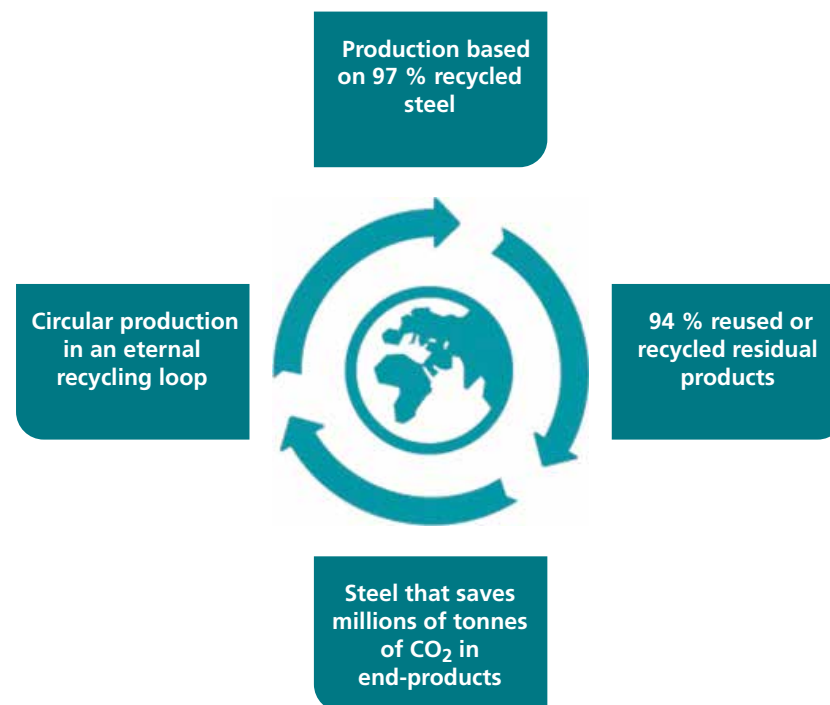 Production based
on 97 % recycled
steel
Circular production
in an eternal
recycling loop
94 % reused or
recycled residual
products
Steel that saves
millions of tonnes
of CO₂ in
end-products